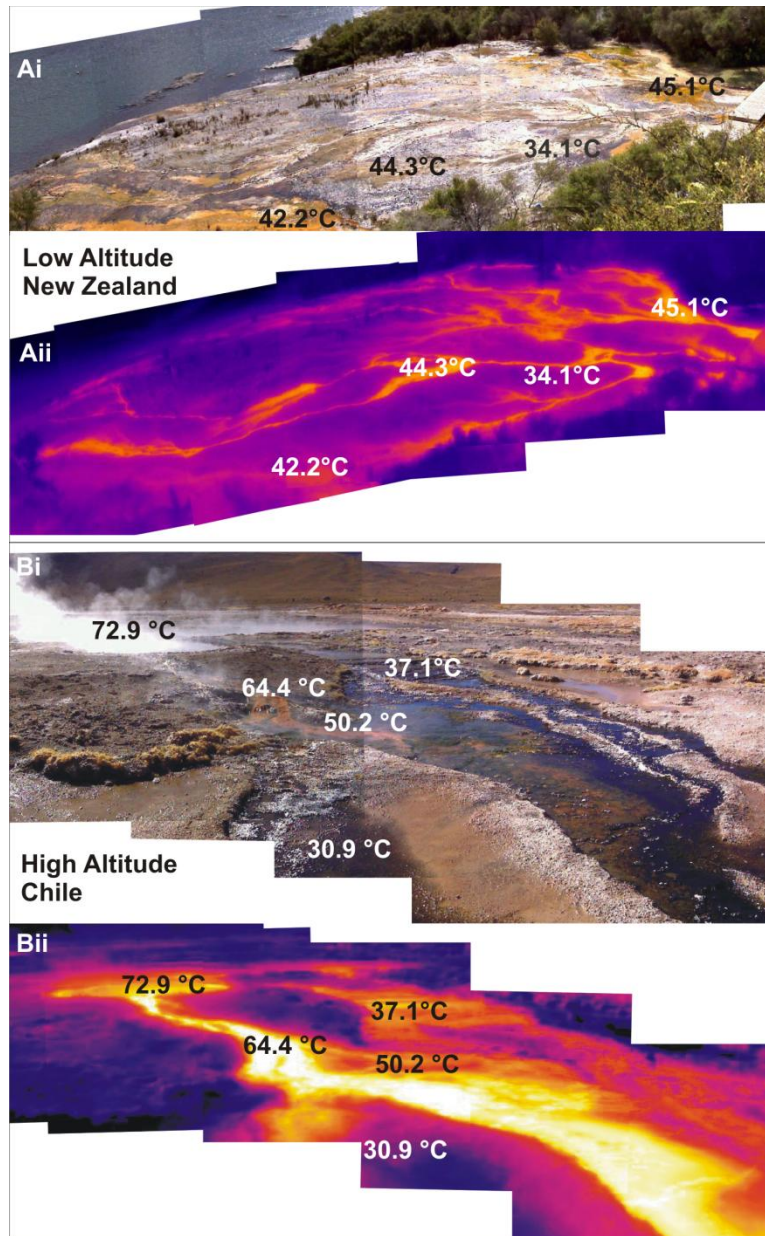 Ai
45.1°C
44.3°C
34.1°C
42.2°C
Low Altitude
New Zealand
Aii
45.1°C
44.3°C
34.1°C
42.2°C
Bi
72.9 °C
37.1°C
64.4 °C
50.2 °C
30.9 °C
High Altitude
Chile
Bii
72.9 °C
37.1°C
64.4 °C
50.2 °C
30.9 °C